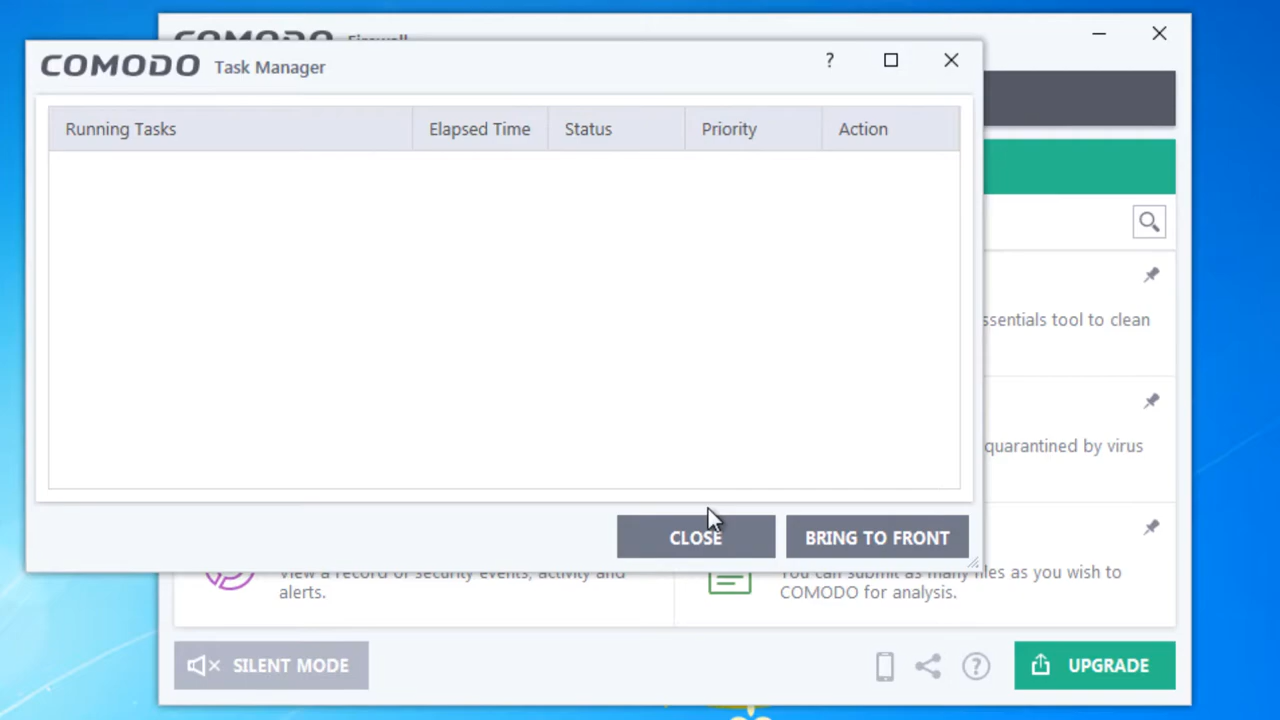 COMODO Firewall
COMODO Task Manager ?
Running Tasks Elapsed Time Status Priority Action
ssentials tool to clean
quarantined by virus
CLOSE BRING TO FRONT
View a record of security events, activity and
alerts.
You can submit as many files as you wish to
COMODO for analysis.
SILENT MODE ? UPGRADE